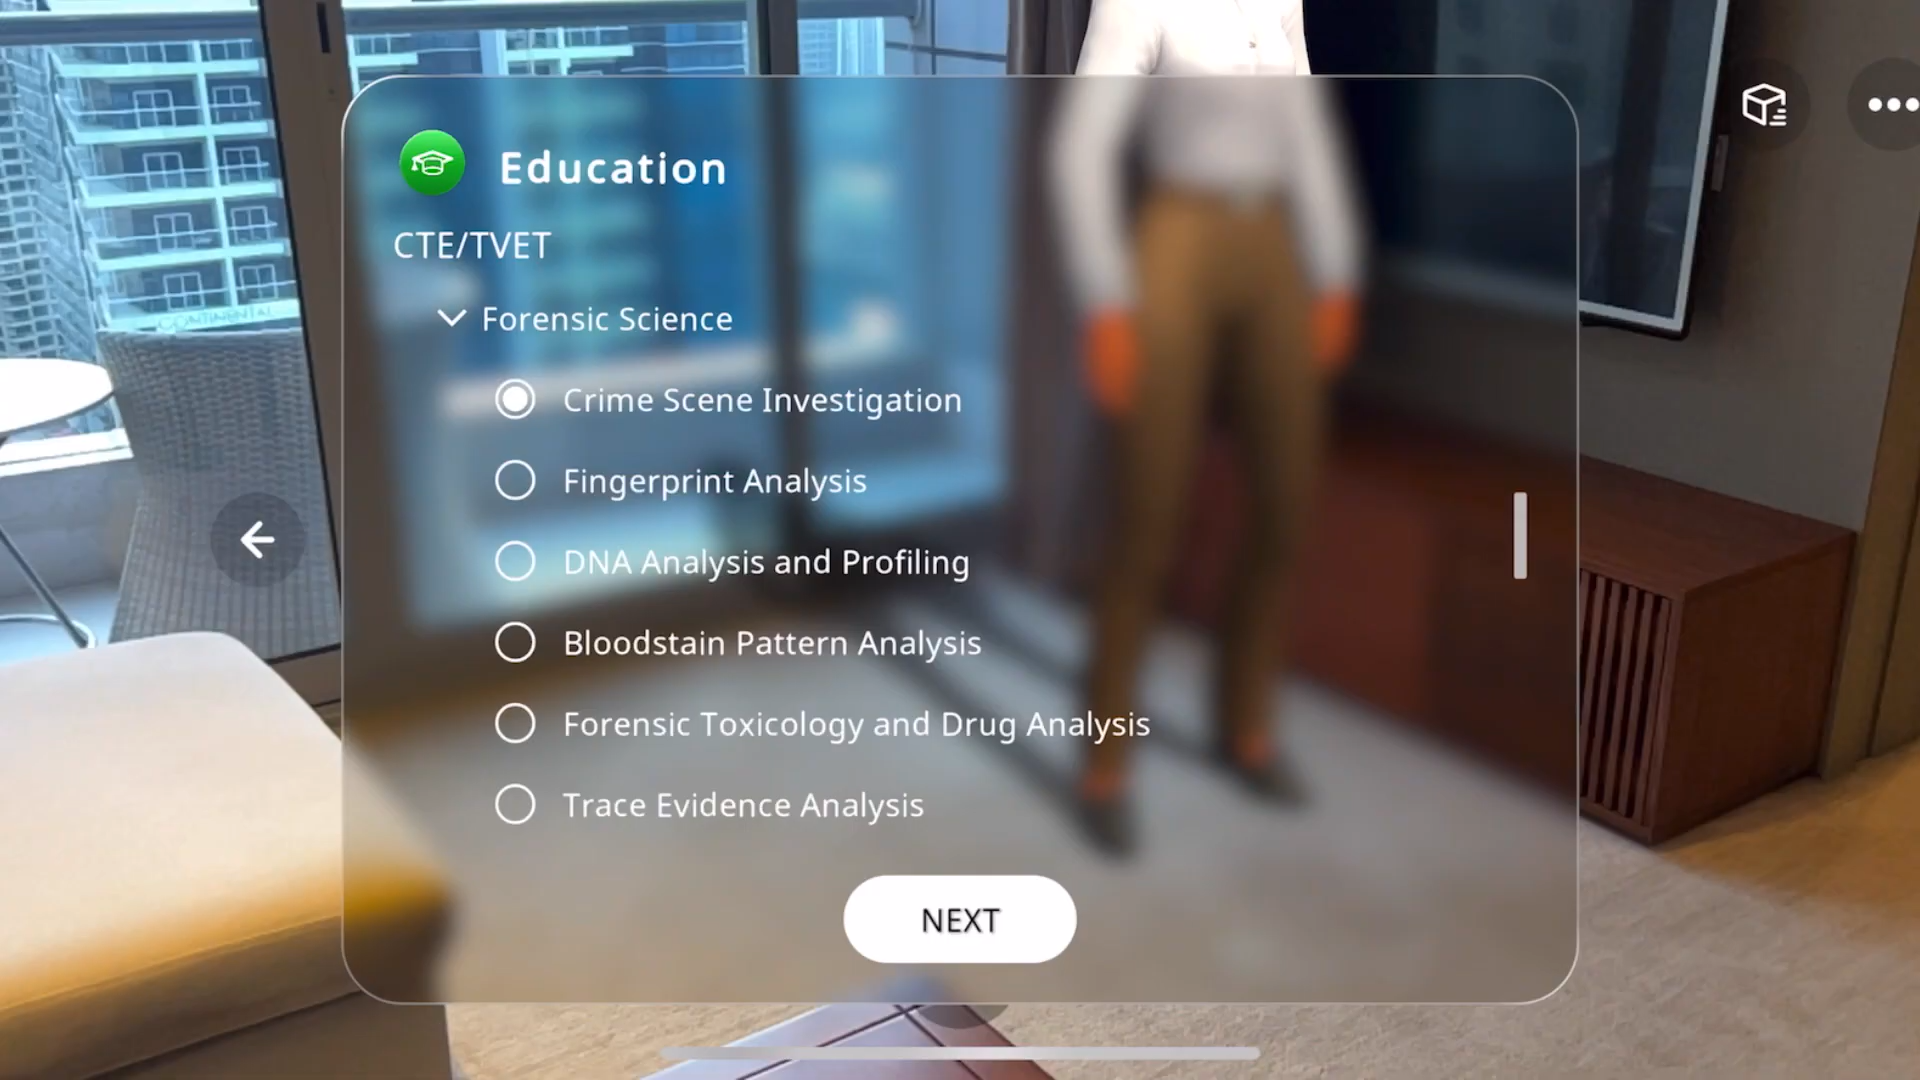 Education
CTE/TVET
Forensic Science
Crime Scene Investigation
Fingerprint Analysis
DNA Analysis and Profiling
Bloodstain Pattern Analysis
Forensic Toxicology and Drug Analysis
Trace Evidence Analysis
NEXT
CONTINENTAL